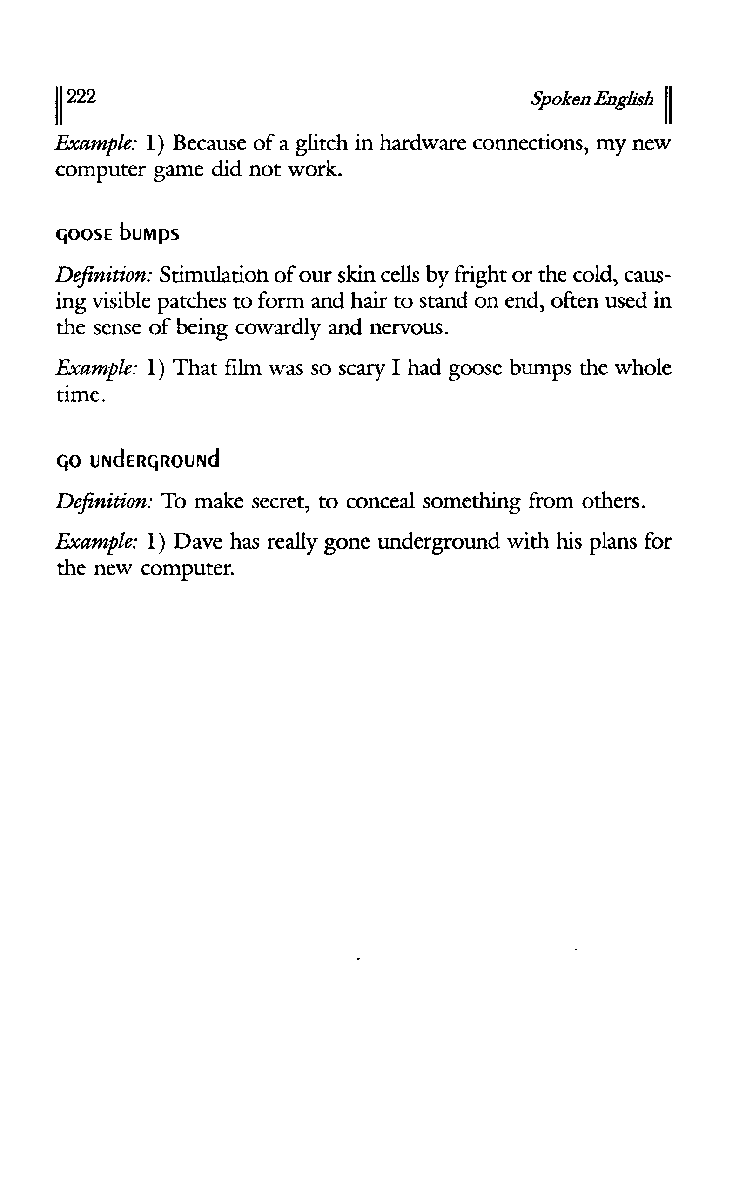 222 Spoken English
Example: 1) Because of a glitch in hardware connections, my new
computer game did not work.
goose bumps
Definition: Stimulation of our skin cells by fright or the cold, caus-
ing visible patches to form and hair to stand on end, often used in
the sense of being cowardly and nervous.
Example: 1) That film was so scary I had goose bumps the whole
time.
go underground
Definition: To make secret, to conceal something from others.
Example: 1) Dave has really gone underground with his plans for
the new computer.